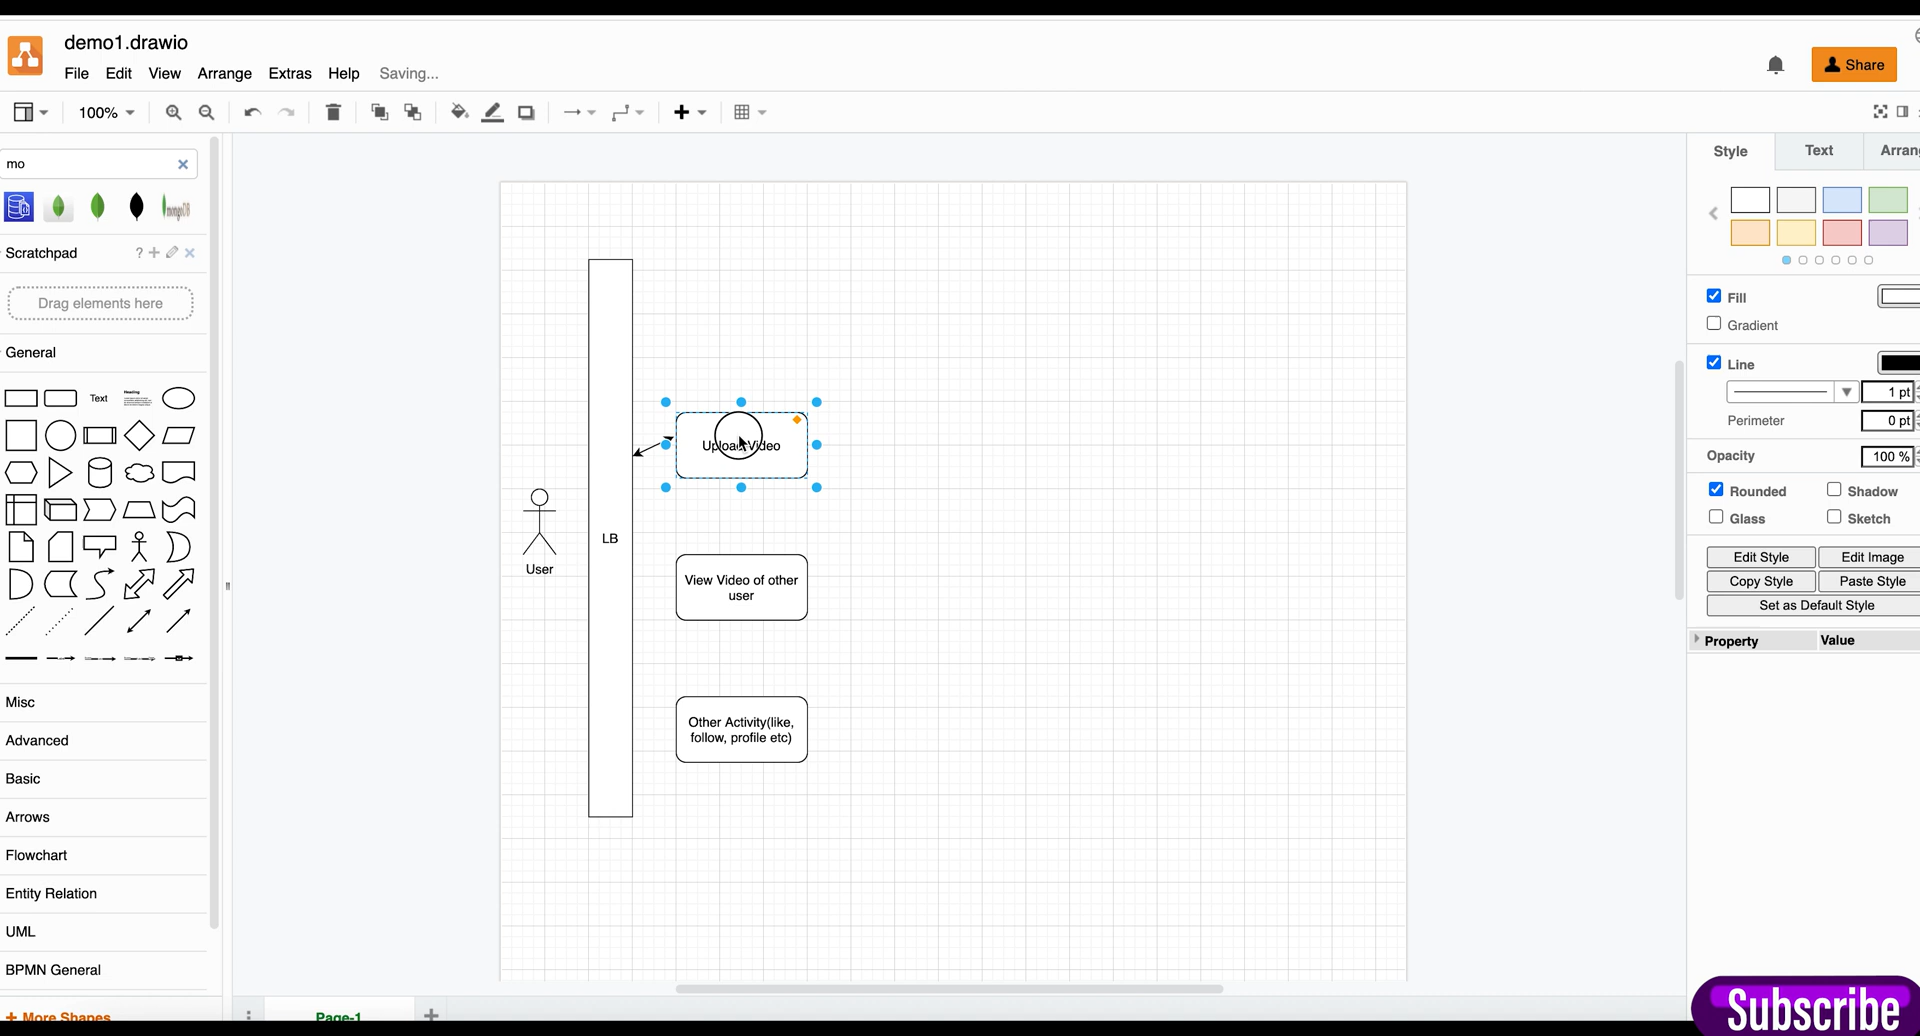 demo1.drawio
File Edit View Arrange Extras Help Saving...
Share
100%
mo
mongoDB
Scratchpad ?
Drag elements here
General
Text
Heading
Misc
Advanced
Basic
Arrows
Flowchart
Entity Relation
UML
BPMN General
+ More Shapes
User
LB
Upload Video
View Video of other
user
Other Activity(like,
follow, profile etc)
Page-1
Style Text Arran
Fill
Gradient
Line
1 pt
Perimeter 0 pt
Opacity 100 %
Rounded Shadow
Glass Sketch
Edit Style Edit Image
Copy Style Paste Style
Set as Default Style
Property Value
Subscribe